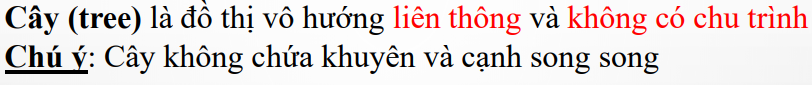 Cây (tree) là đồ thị vô hướng liên thông và không có chu trình
Chú ý: Cây không chứa khuyên và cạnh song song